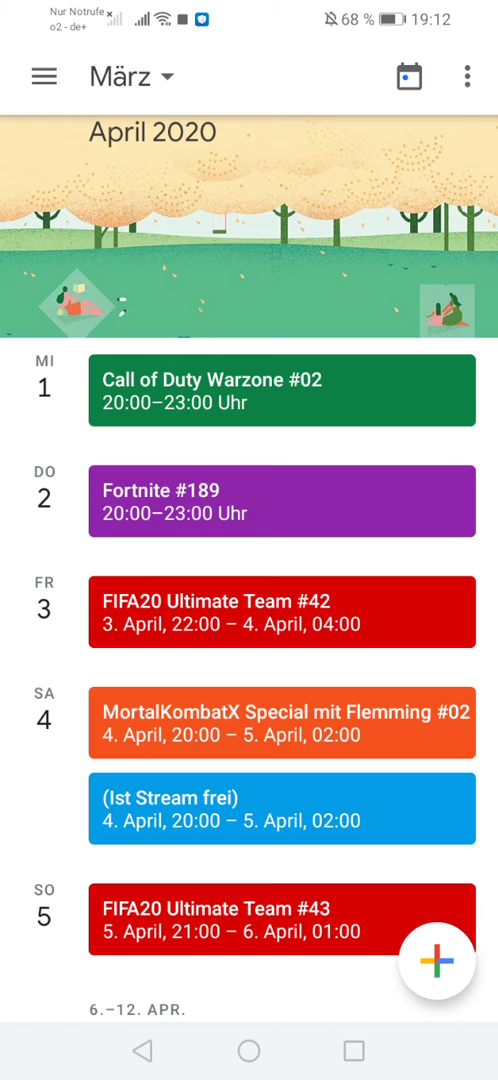 Nur Notrufe
o2 - de+
68 %
19:12
März
April 2020
MI
1
Call of Duty Warzone #02
20:00–23:00 Uhr
DO
2
Fortnite #189
20:00–23:00 Uhr
FR
3
FIFA20 Ultimate Team #42
3. April, 22:00 – 4. April, 04:00
SA
4
MortalKombatX Special mit Flemming #02
4. April, 20:00 – 5. April, 02:00
(Ist Stream frei)
4. April, 20:00 – 5. April, 02:00
SO
5
FIFA20 Ultimate Team #43
5. April, 21:00 – 6. April, 01:00
6.–12. APR.